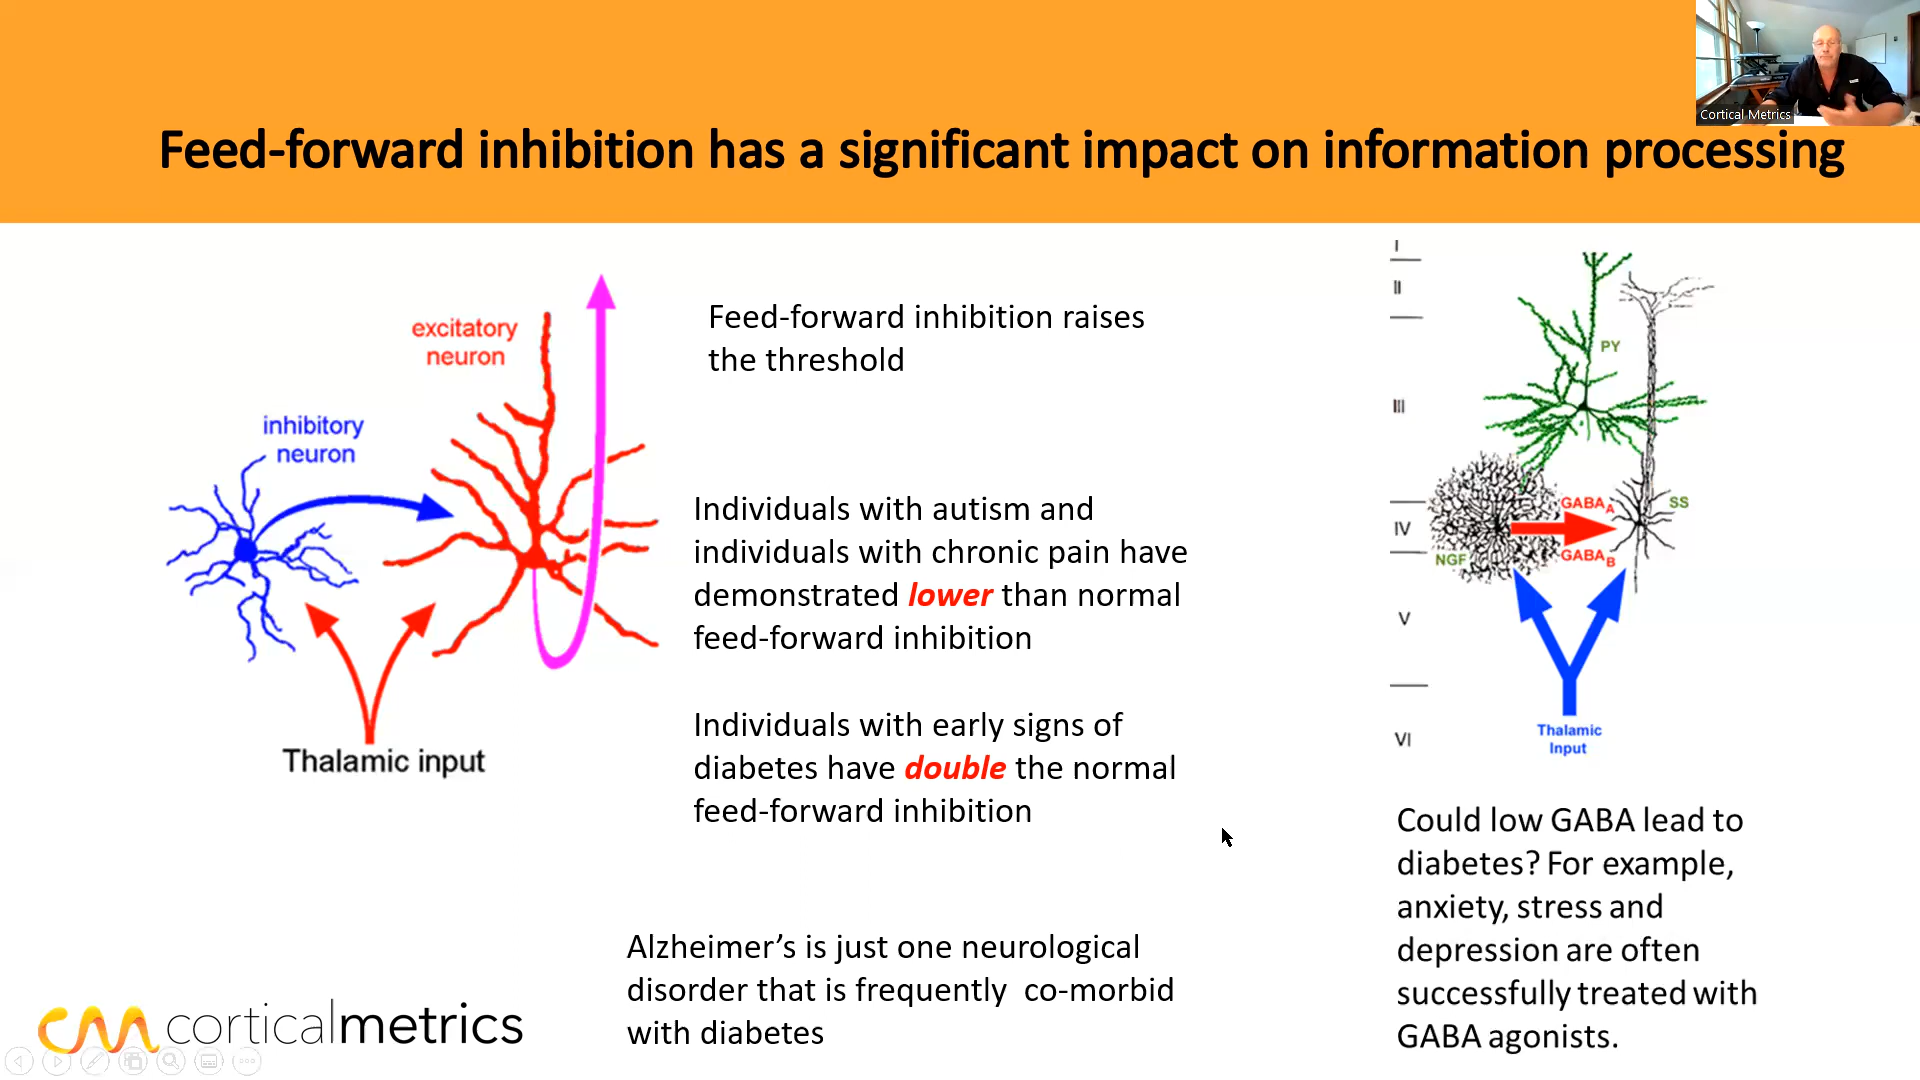 Cortical Metrics
Feed-forward inhibition has a significant impact on information processing
excitatory
neuron
inhibitory
neuron
Thalamic input
Feed-forward inhibition raises
the threshold
Individuals with autism and
individuals with chronic pain have
demonstrated lower than normal
feed-forward inhibition
Individuals with early signs of
diabetes have double the normal
feed-forward inhibition
Alzheimer’s is just one neurological
disorder that is frequently  co-morbid
with diabetes
I
II
III
IV
V
VI
PY
SS
NGF
GABA A
GABA B
Thalamic
Input
Could low GABA lead to
diabetes? For example,
anxiety, stress and
depression are often
successfully treated with
GABA agonists.
cm corticalmetrics